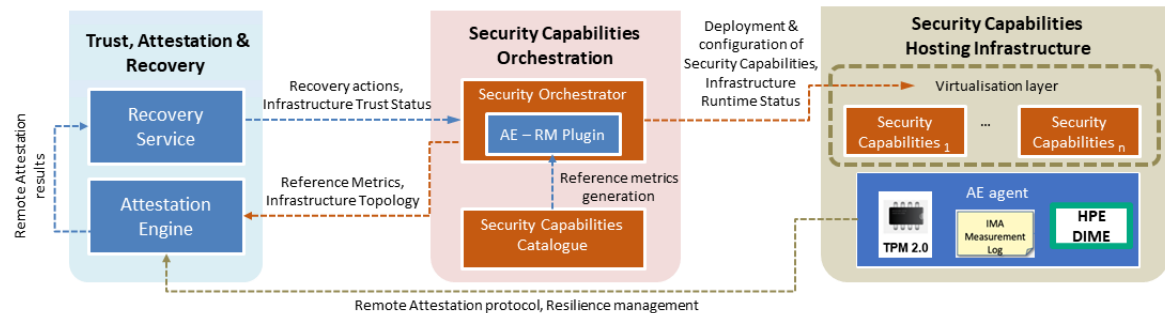 Trust, Attestation &
Recovery
Recovery
Service
Attestation
Engine
Remote Attestation
results
Recovery actions,
Infrastructure Trust Status
Reference Metrics,
Infrastructure Topology
Security Capabilities
Orchestration
Security Orchestrator
AE – RM Plugin
Reference metrics
generation
Security Capabilities
Catalogue
Deployment &
configuration of
Security Capabilities,
Infrastructure
Runtime Status
Security Capabilities
Hosting Infrastructure
Virtualisation layer
Security
Capabilities 1
...
Security
Capabilities n
AE agent
TPM 2.0
IMA
Measurement
Log
HPE
DIME
Remote Attestation protocol, Resilience management